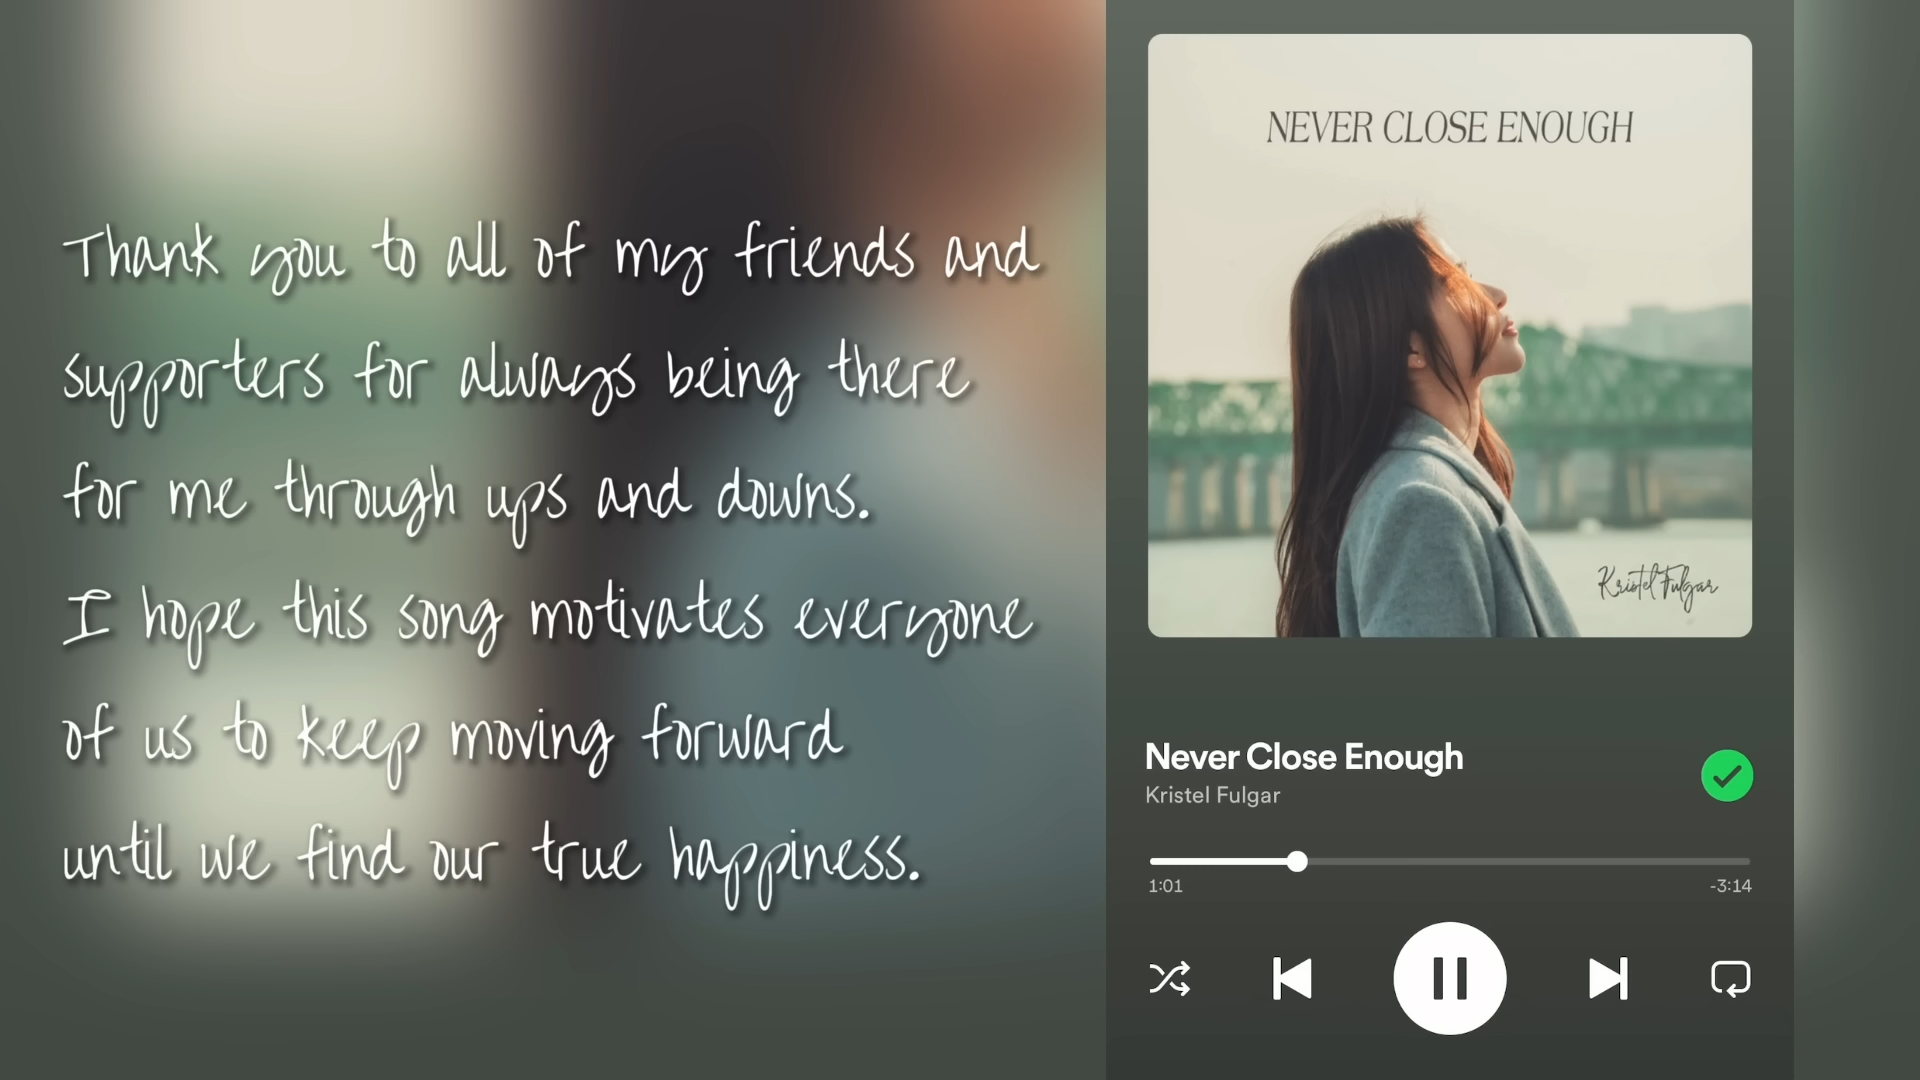 Thank you to all of my friends and
supporters for always being there
for me through ups and downs.
I hope this song motivates everyone
of us to keep moving forward
until we find our true happiness.
NEVER CLOSE ENOUGH
Kristel Fulgar
Never Close Enough
Kristel Fulgar
1:01
-3:14